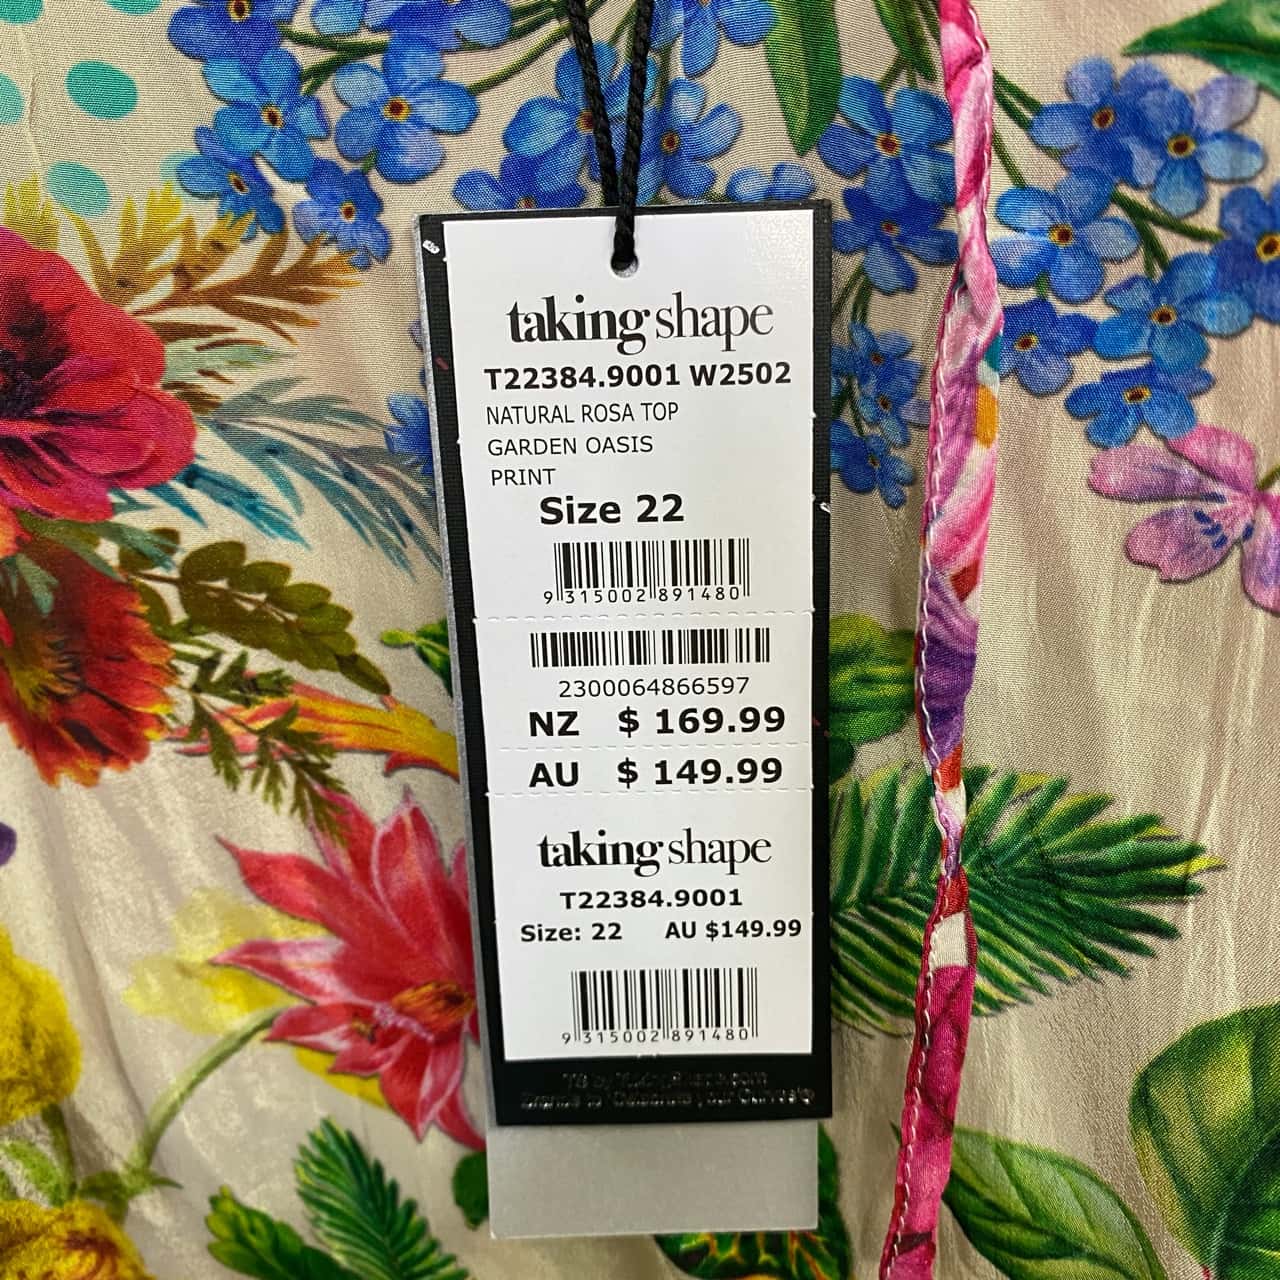 taking shape
T22384.9001 W2502
NATURAL ROSA TOP
GARDEN OASIS
PRINT
Size 22
9 315002 891480
2300064866597
NZ $ 169.99
AU $ 149.99
taking shape
T22384.9001
Size: 22 AU $149.99
9 315002 891480